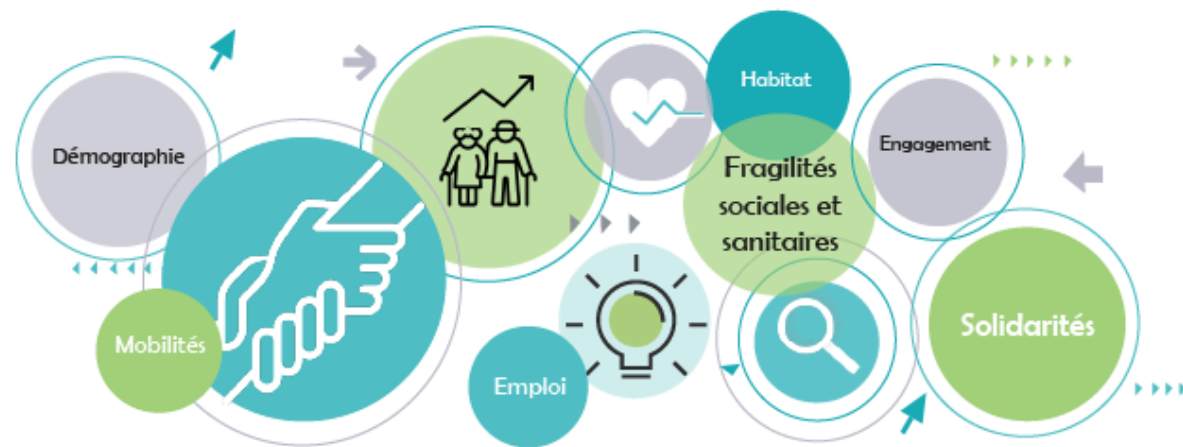 Démographie
Mobilités
Emploi
Habitat
Fragilités
sociales et
sanitaires
Engagement
Solidarités